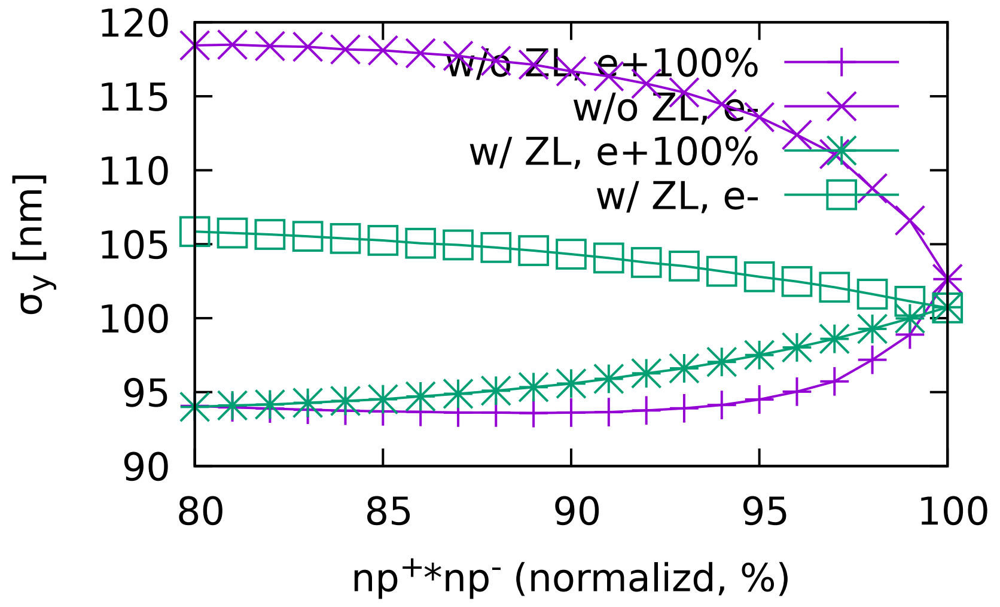 120
115
110
105
100
95
90
σy [nm]
w/o ZL, e+100%
w/o ZL, e-
w/ ZL, e+100%
w/ ZL, e-
80 85 90 95 100
np+*np- (normalizd, %)